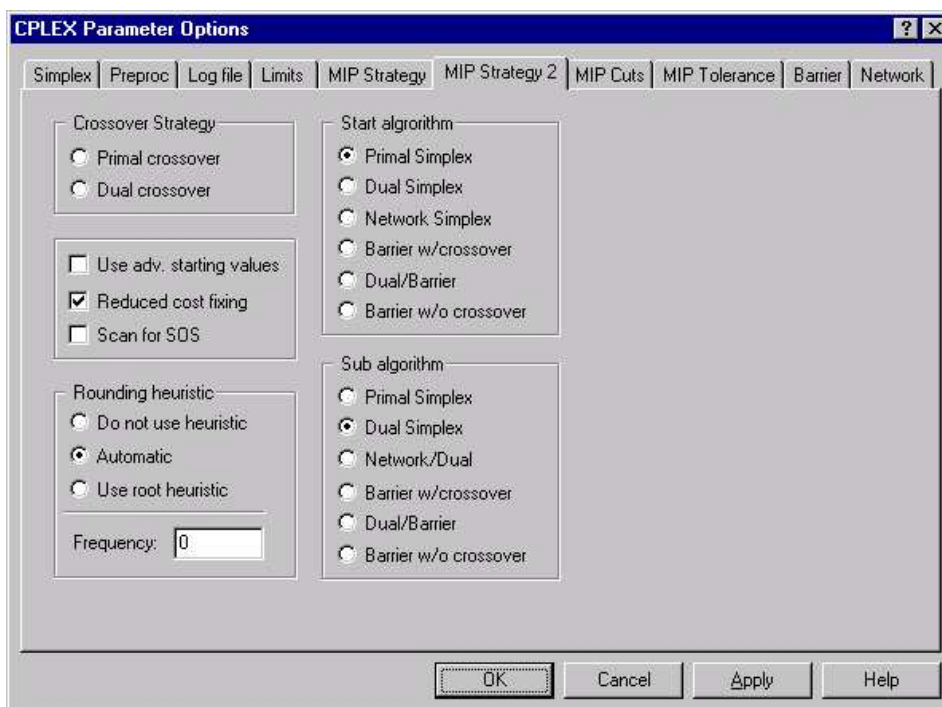 CPLEX Parameter Options
Simplex Preproc Log file Limits MIP Strategy MIP Strategy 2 MIP Cuts MIP Tolerance Barrier Network
Crossover Strategy
Primal crossover
Dual crossover
Use adv. starting values
Reduced cost fixing
Scan for SOS
Rounding heuristic
Do not use heuristic
Automatic
Use root heuristic
Frequency: 0
Start algrorithm
Primal Simplex
Dual Simplex
Network Simplex
Barrier w/crossover
Dual/Barrier
Barrier w/o crossover
Sub algorithm
Primal Simplex
Dual Simplex
Network/Dual
Barrier w/crossover
Dual/Barrier
Barrier w/o crossover
OK Cancel Apply Help